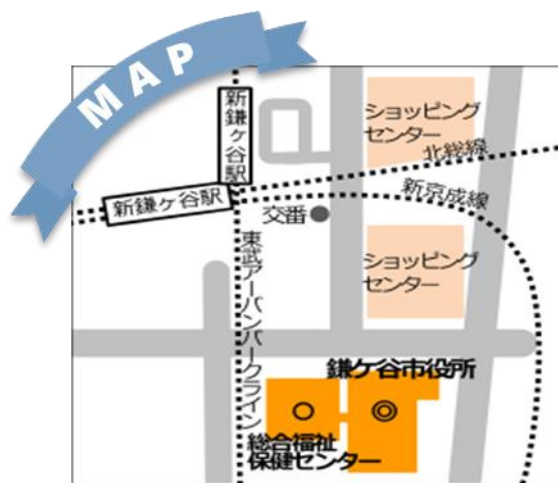 MAP
新鎌ヶ谷駅
新鎌ヶ谷駅
ショッピング
センター
北総線
新京成線
交番
東武アーバンパークライン
ショッピング
センター
鎌ケ谷市役所
総合福祉
保健センター